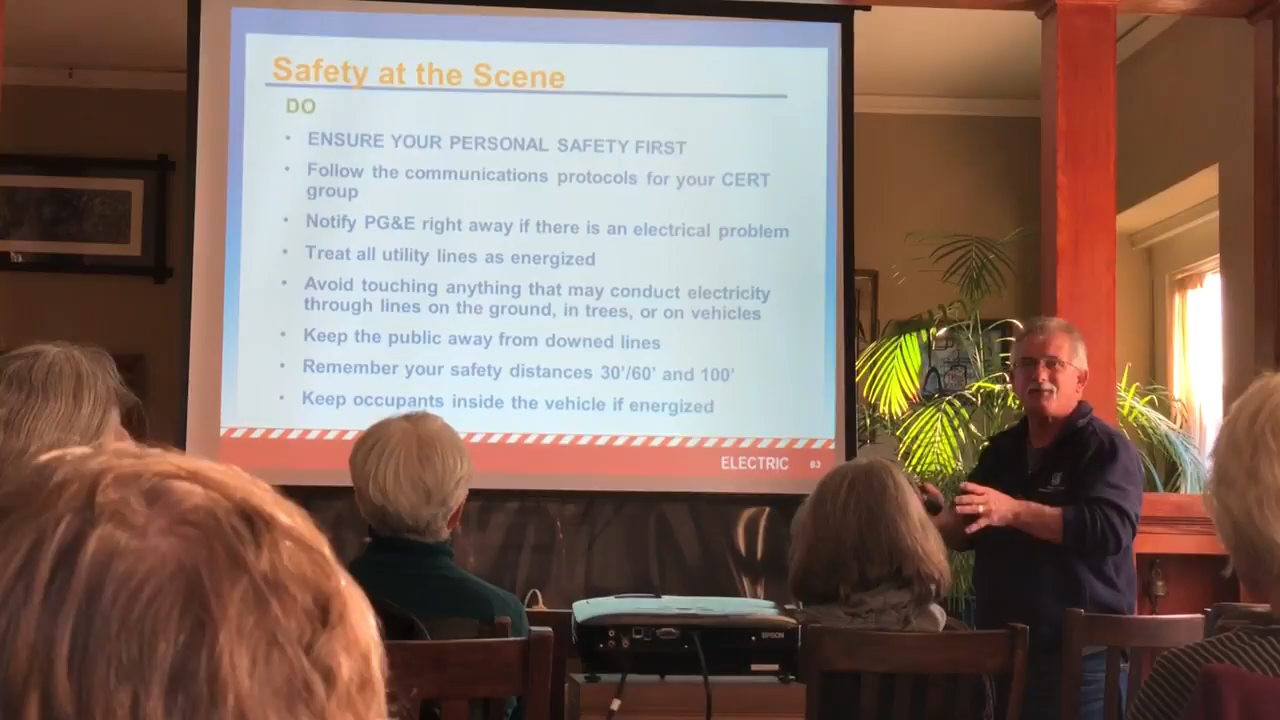 Safety at the Scene
DO
• ENSURE YOUR PERSONAL SAFETY FIRST
• Follow the communications protocols for your CERT
group
• Notify PG&E right away if there is an electrical problem
• Treat all utility lines as energized
• Avoid touching anything that may conduct electricity
through lines on the ground, in trees, or on vehicles
• Keep the public away from downed lines
• Remember your safety distances 30'/60' and 100'
• Keep occupants inside the vehicle if energized
ELECTRIC 83
EPSON